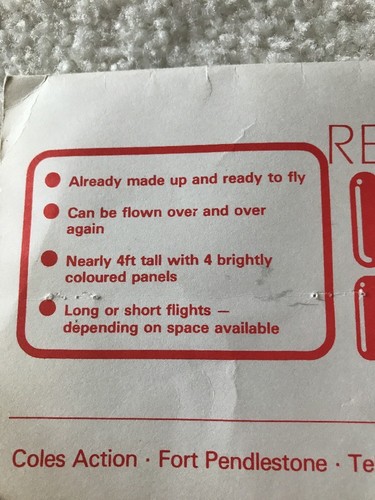 RE
Already made up and ready to fly
Can be flown over and over
again
Nearly 4ft tall with 4 brightly
coloured panels
Long or short flights —
depending on space available
Coles Action · Fort Pendlestone · Te